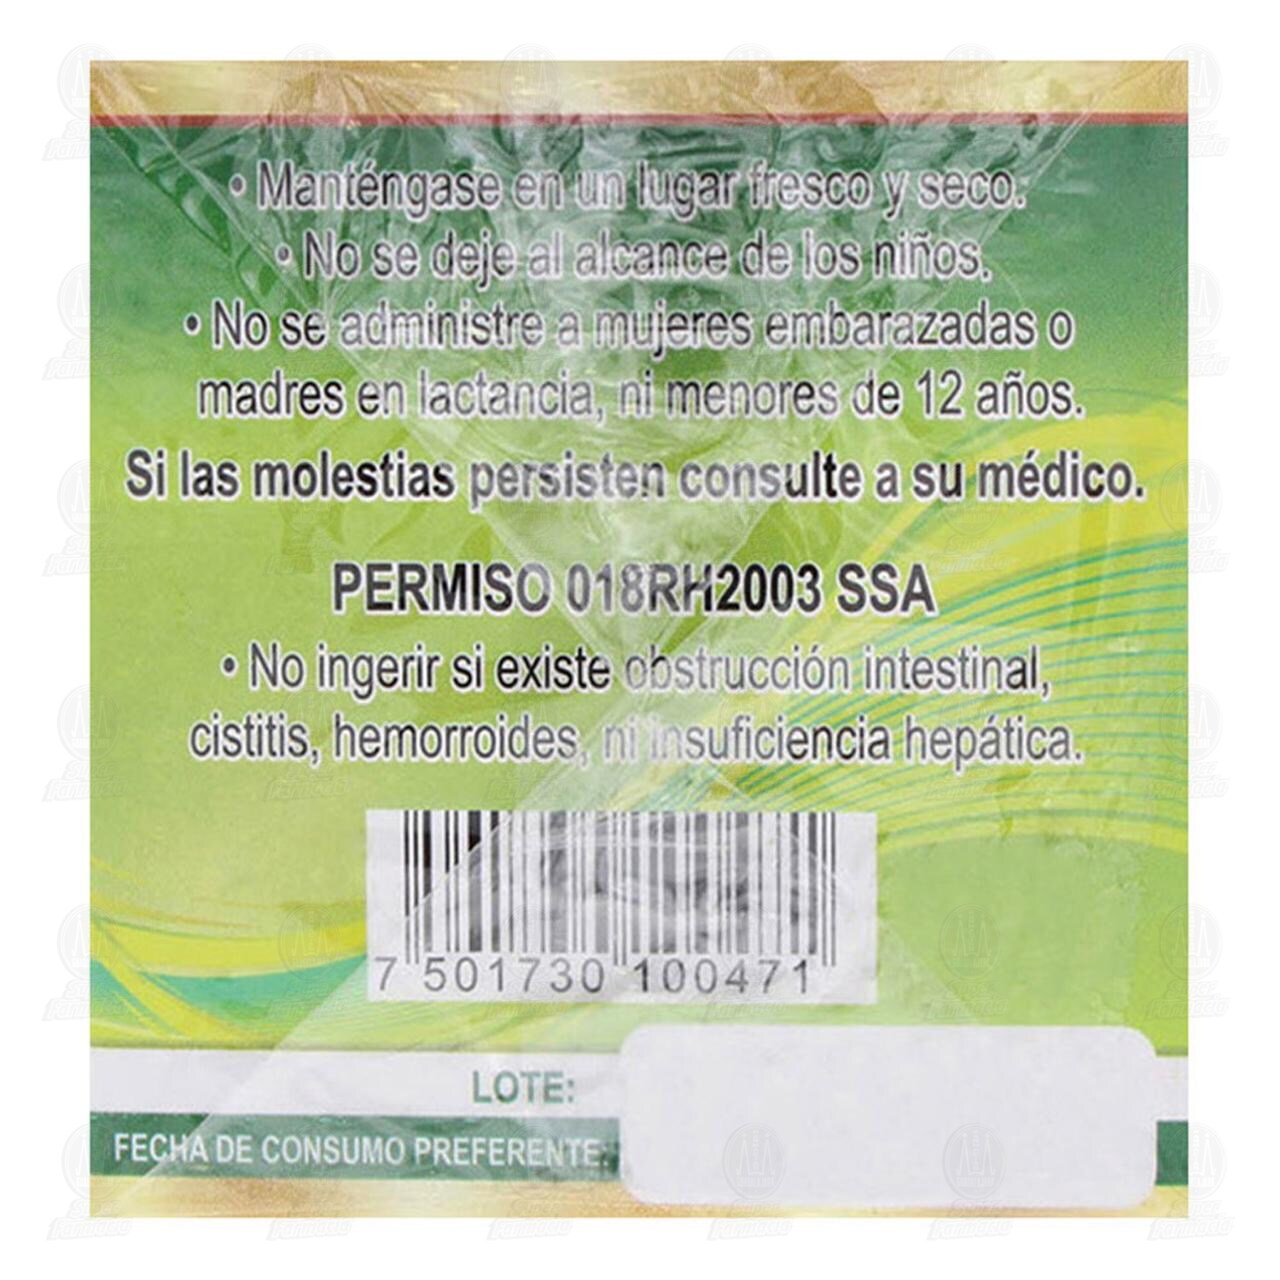 • Manténgase en un lugar fresco y seco.
• No se deje al alcance de los niños.
• No se administre a mujeres embarazadas o
madres en lactancia, ni menores de 12 años.
Si las molestias persisten consulte a su médico.
PERMISO 018RH2003 SSA
• No ingerir si existe obstrucción intestinal,
cistitis, hemorroides, ni insuficiencia hepática.
7 501730 100471
LOTE:
FECHA DE CONSUMO PREFERENTE: